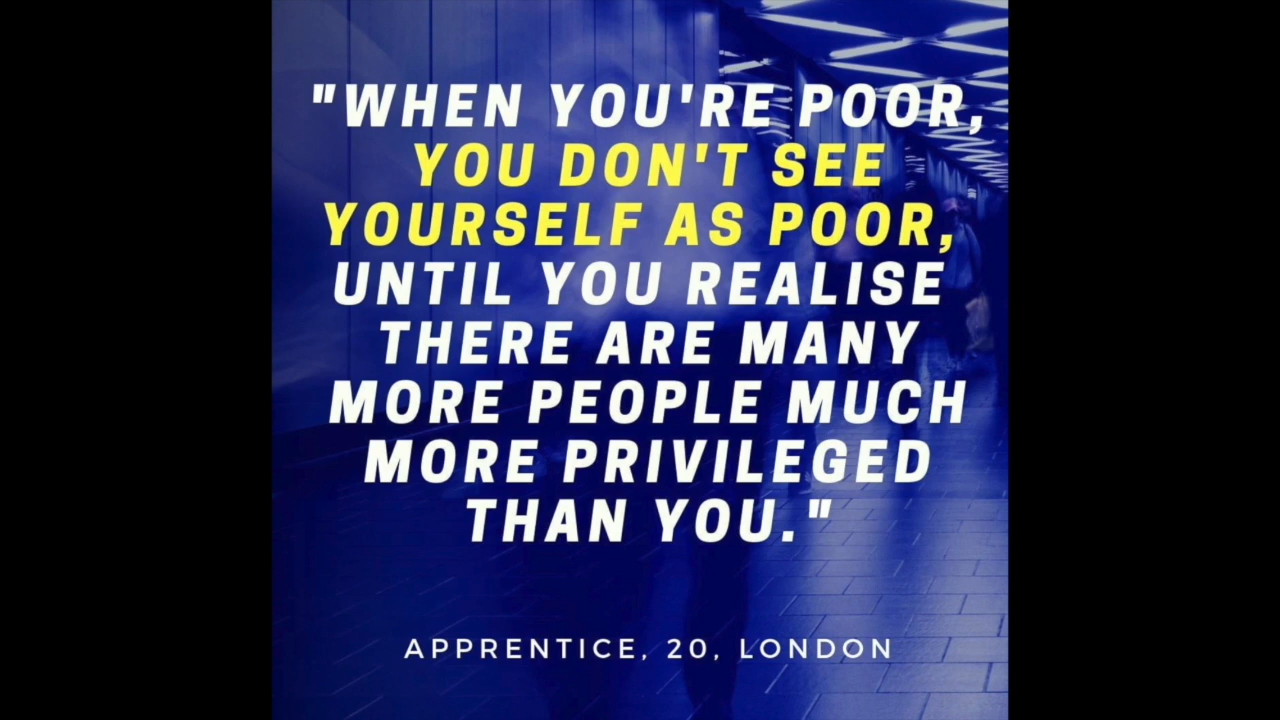 "WHEN YOU'RE POOR,
YOU DON'T SEE
YOURSELF AS POOR,
UNTIL YOU REALISE
THERE ARE MANY
MORE PEOPLE MUCH
MORE PRIVILEGED
THAN YOU."
APPRENTICE, 20, LONDON